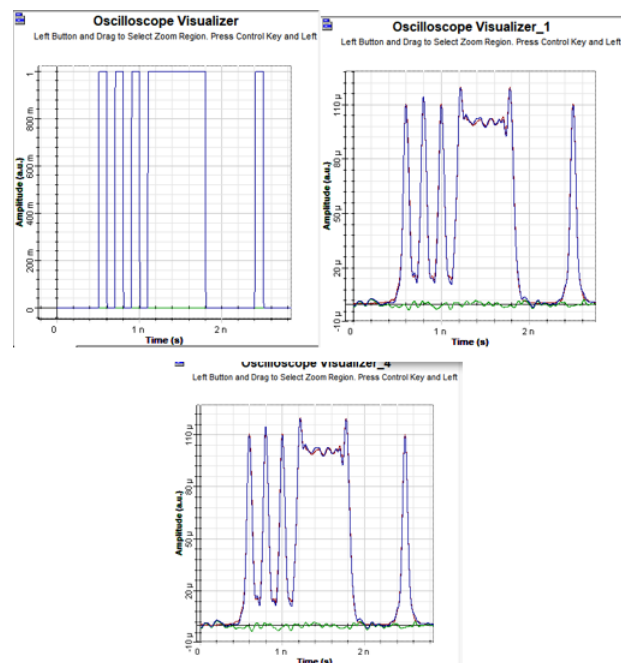 Oscilloscope Visualizer
Left Button and Drag to Select Zoom Region. Press Control Key and Left
Amplitude (a.u.)
1
800 m
600 m
400 m
200 m
0
0 1 n 2 n
Time (s)
Oscilloscope Visualizer_1
Left Button and Drag to Select Zoom Region. Press Control Key and Left
Amplitude (a.u.)
110 µ
80 µ
50 µ
20 µ
-10 µ
0 1 n 2 n
Time (s)
Oscilloscope Visualizer_4
Left Button and Drag to Select Zoom Region. Press Control Key and Left
Amplitude (a.u.)
110 µ
80 µ
50 µ
20 µ
-10 µ
0 1 n 2 n
Time (s)